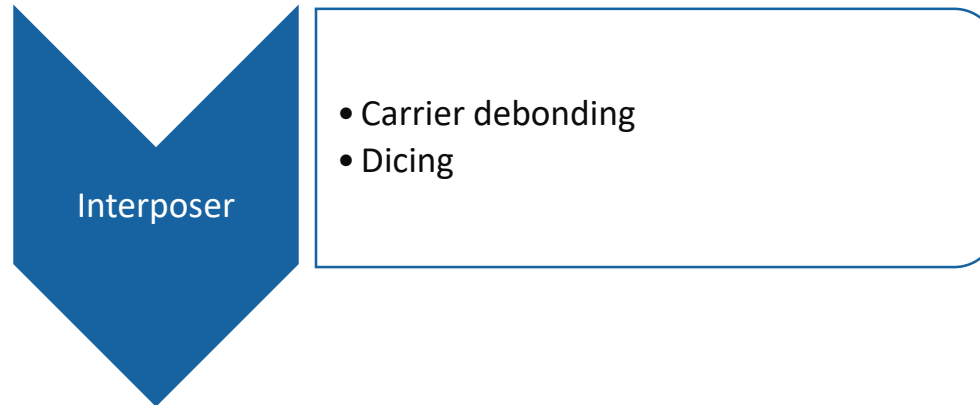 Interposer
• Carrier debonding
• Dicing